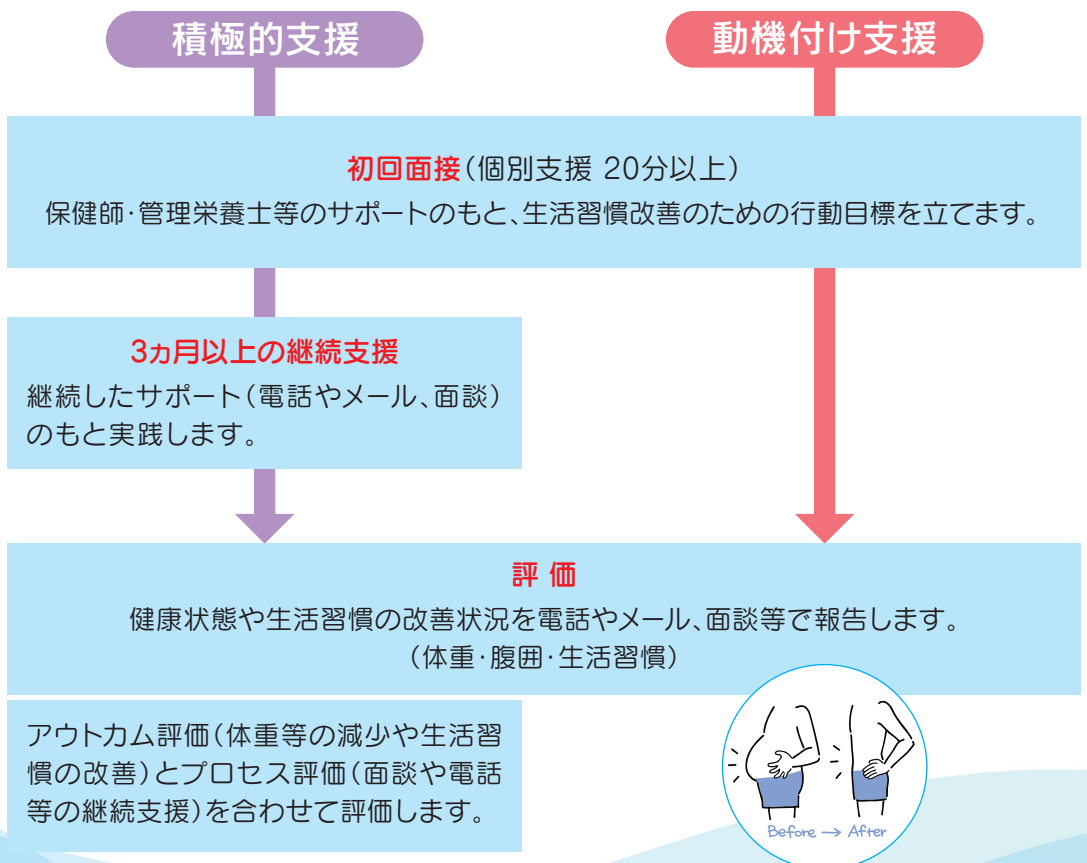 積極的支援
動機付け支援
初回面接(個別支援 20分以上)
保健師・管理栄養士等のサポートのもと、生活習慣改善のための行動目標を立てます。
3ヵ月以上の継続支援
継続したサポート(電話やメール、面談)
のもと実践します。
評 価
健康状態や生活習慣の改善状況を電話やメール、面談等で報告します。
(体重・腹囲・生活習慣)
アウトカム評価(体重等の減少や生活習
慣の改善)とプロセス評価(面談や電話
等の継続支援)を合わせて評価します。
Before → After